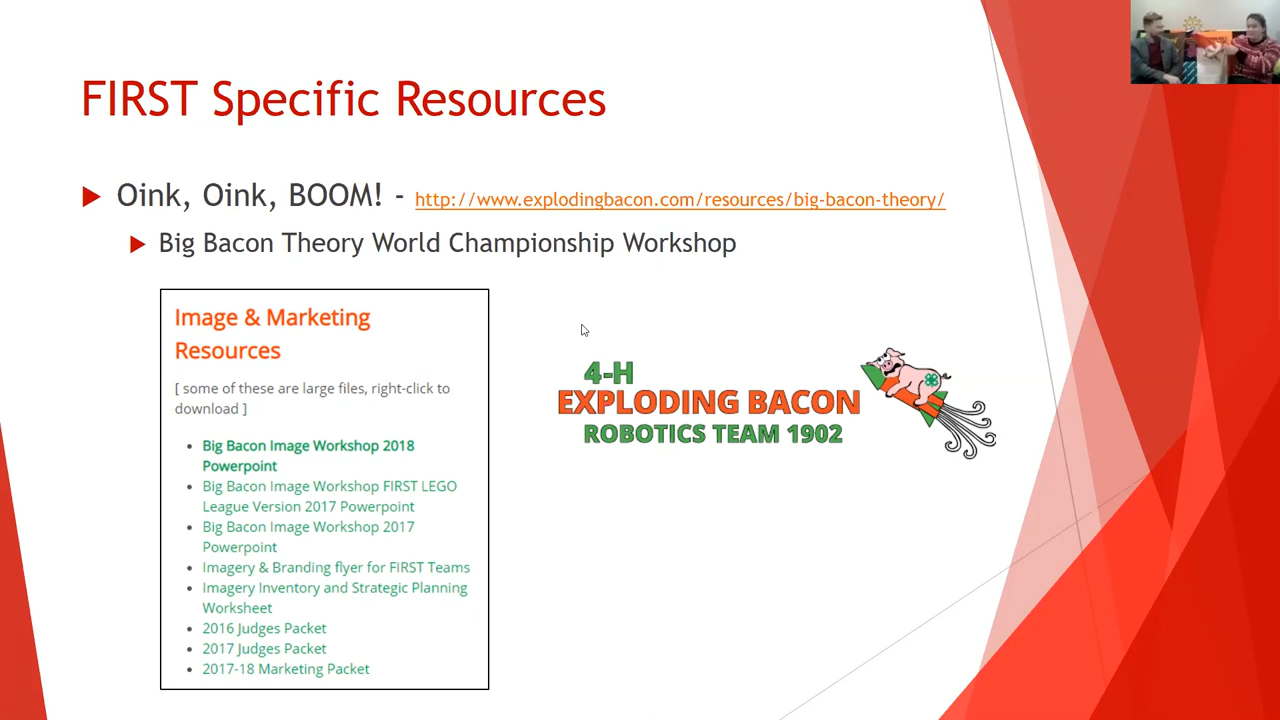 FIRST Specific Resources
Oink, Oink, BOOM! - http://www.explodingbacon.com/resources/big-bacon-theory/
Big Bacon Theory World Championship Workshop
Image & Marketing
Resources
[ some of these are large files, right-click to
download ]
Big Bacon Image Workshop 2018
Powerpoint
Big Bacon Image Workshop FIRST LEGO
League Version 2017 Powerpoint
Big Bacon Image Workshop 2017
Powerpoint
Imagery & Branding flyer for FIRST Teams
Imagery Inventory and Strategic Planning
Worksheet
2016 Judges Packet
2017 Judges Packet
2017-18 Marketing Packet
4-H
EXPLODING BACON
ROBOTICS TEAM 1902